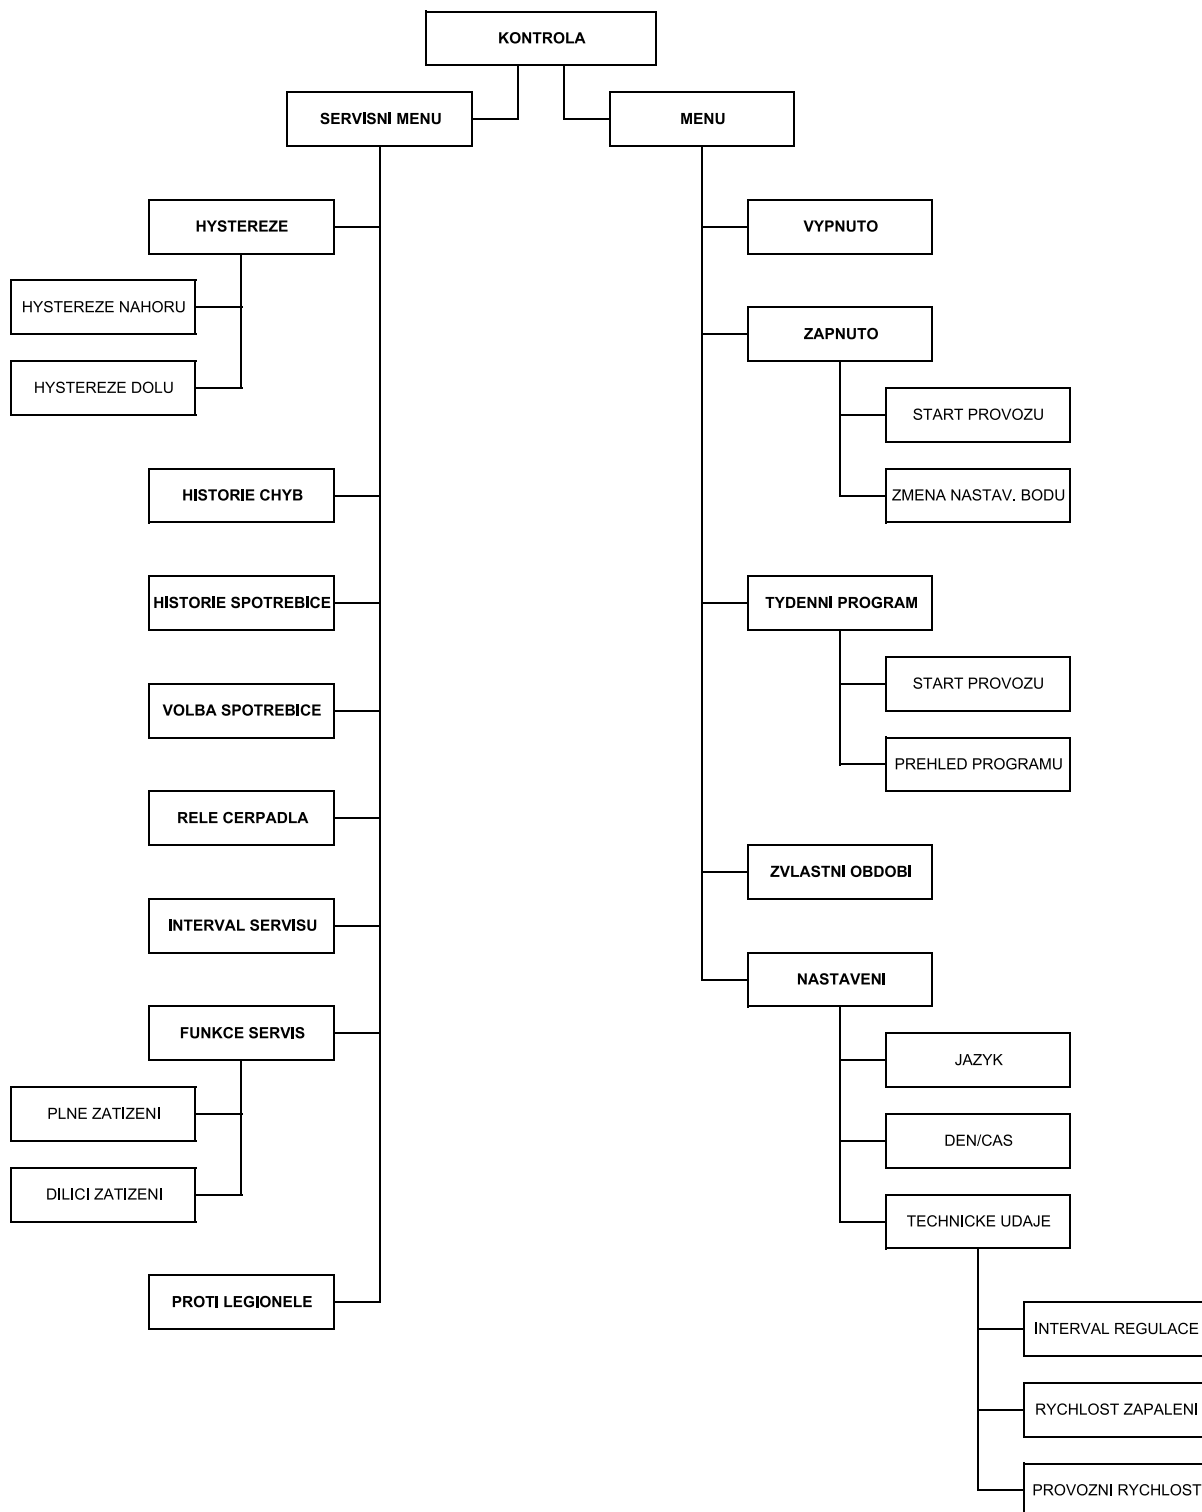 KONTROLA
SERVISNI MENU
MENU
HYSTEREZE
HYSTEREZE NAHORU
HYSTEREZE DOLU
HISTORIE CHYB
HISTORIE SPOTREBICE
VOLBA SPOTREBICE
RELE CERPADLA
INTERVAL SERVISU
FUNKCE SERVIS
PLNE ZATIZENI
DILICI ZATIZENI
PROTI LEGIONELE
VYPNUTO
ZAPNUTO
START PROVOZU
ZMENA NASTAV. BODU
TYDENNI PROGRAM
START PROVOZU
PREHLED PROGRAMU
ZVLASTNI OBDOBI
NASTAVENI
JAZYK
DEN/CAS
TECHNICKE UDAJE
INTERVAL REGULACE
RYCHLOST ZAPALENI
PROVOZNI RYCHLOST